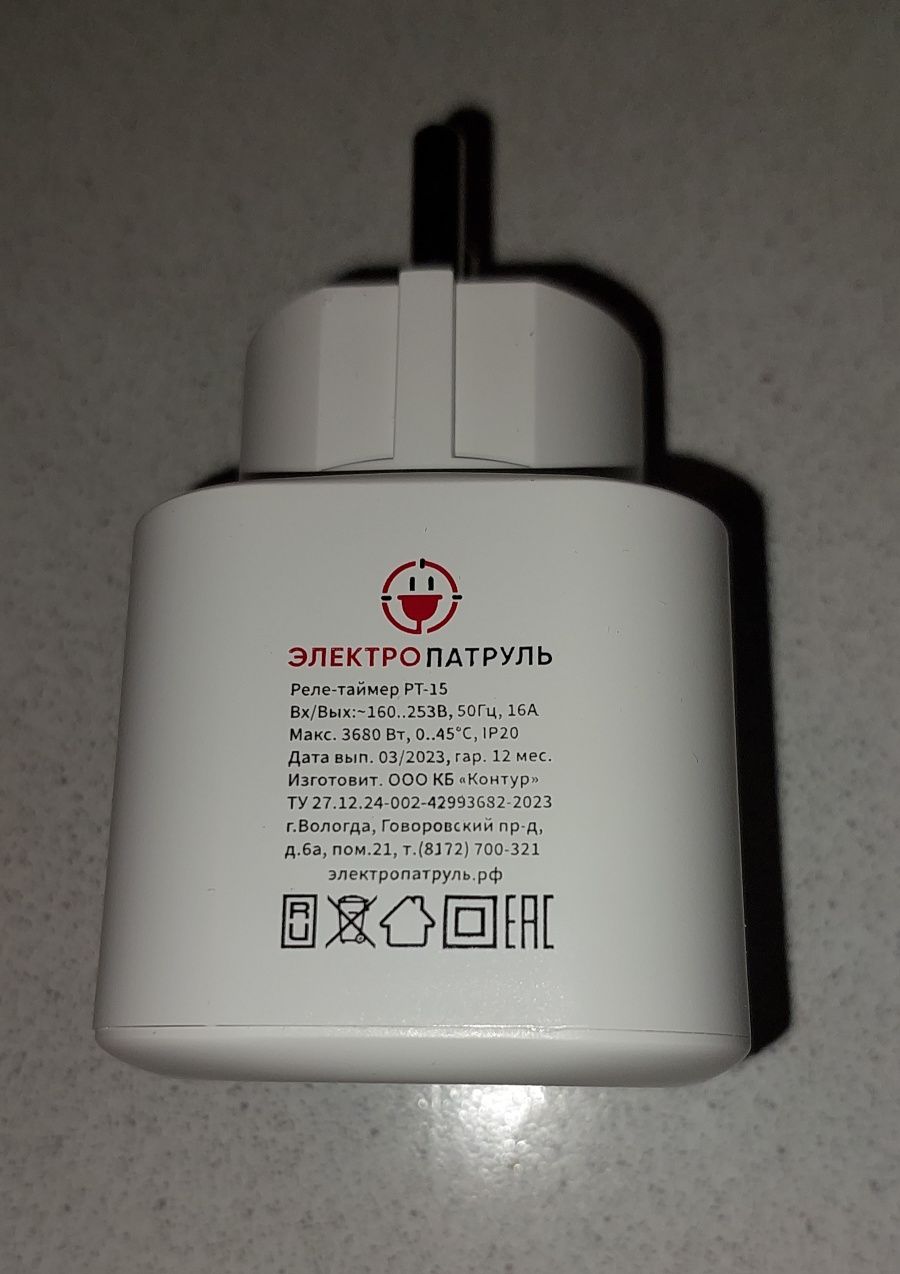 ЭЛЕКТРОПАТРУЛЬ
Реле-таймер РТ-15
Вх/Вых:~160..253В, 50Гц, 16А
Макс. 3680 Вт, 0..45°С, IP20
Дата вып. 03/2023, гар. 12 мес.
Изготовит. ООО КБ «Контур»
ТУ 27.12.24-002-42993682-2023
г.Вологда, Говоровский пр-д,
д.6а, пом.21, т.(8172) 700-321
электропатруль.рф
RU EAC